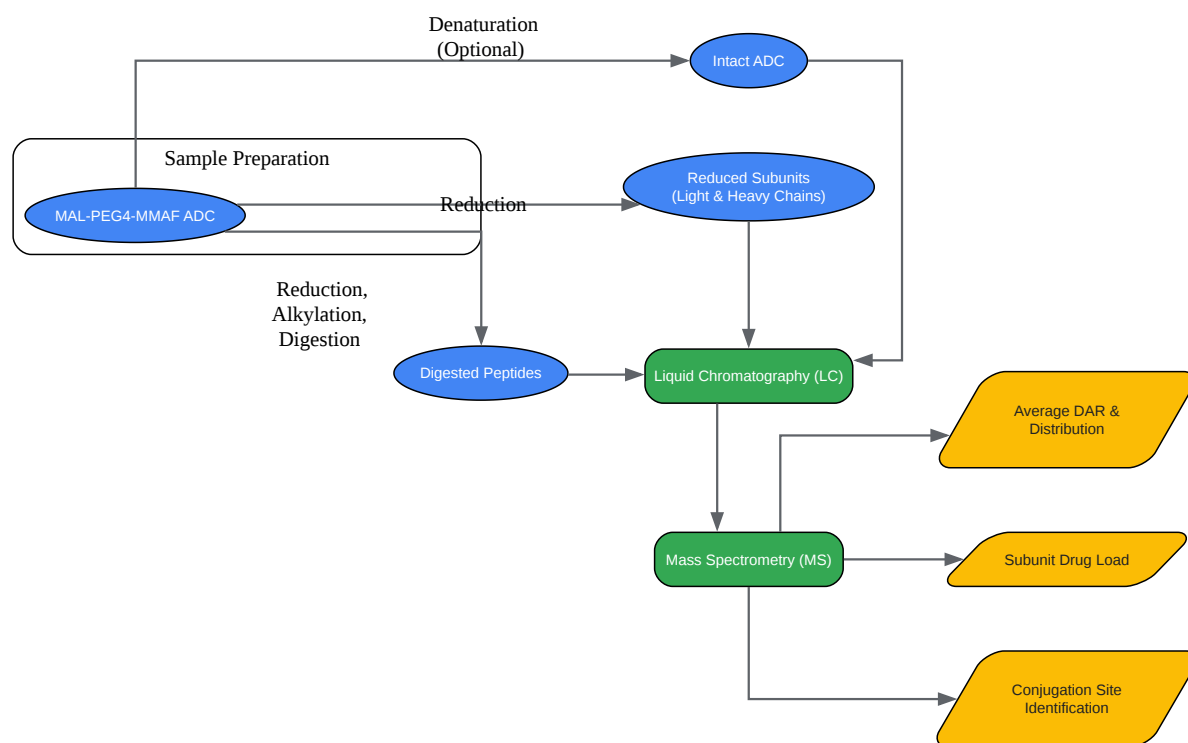 Denaturation
(Optional)
Intact ADC
Sample Preparation
Reduced Subunits
(Light & Heavy Chains)
MAL-PEG4-MMAF ADC
Reduction
Reduction,
Alkylation,
Digestion
Digested Peptides
Liquid Chromatography (LC)
Average DAR &
Distribution
Mass Spectrometry (MS)
Subunit Drug Load
Conjugation Site
Identification